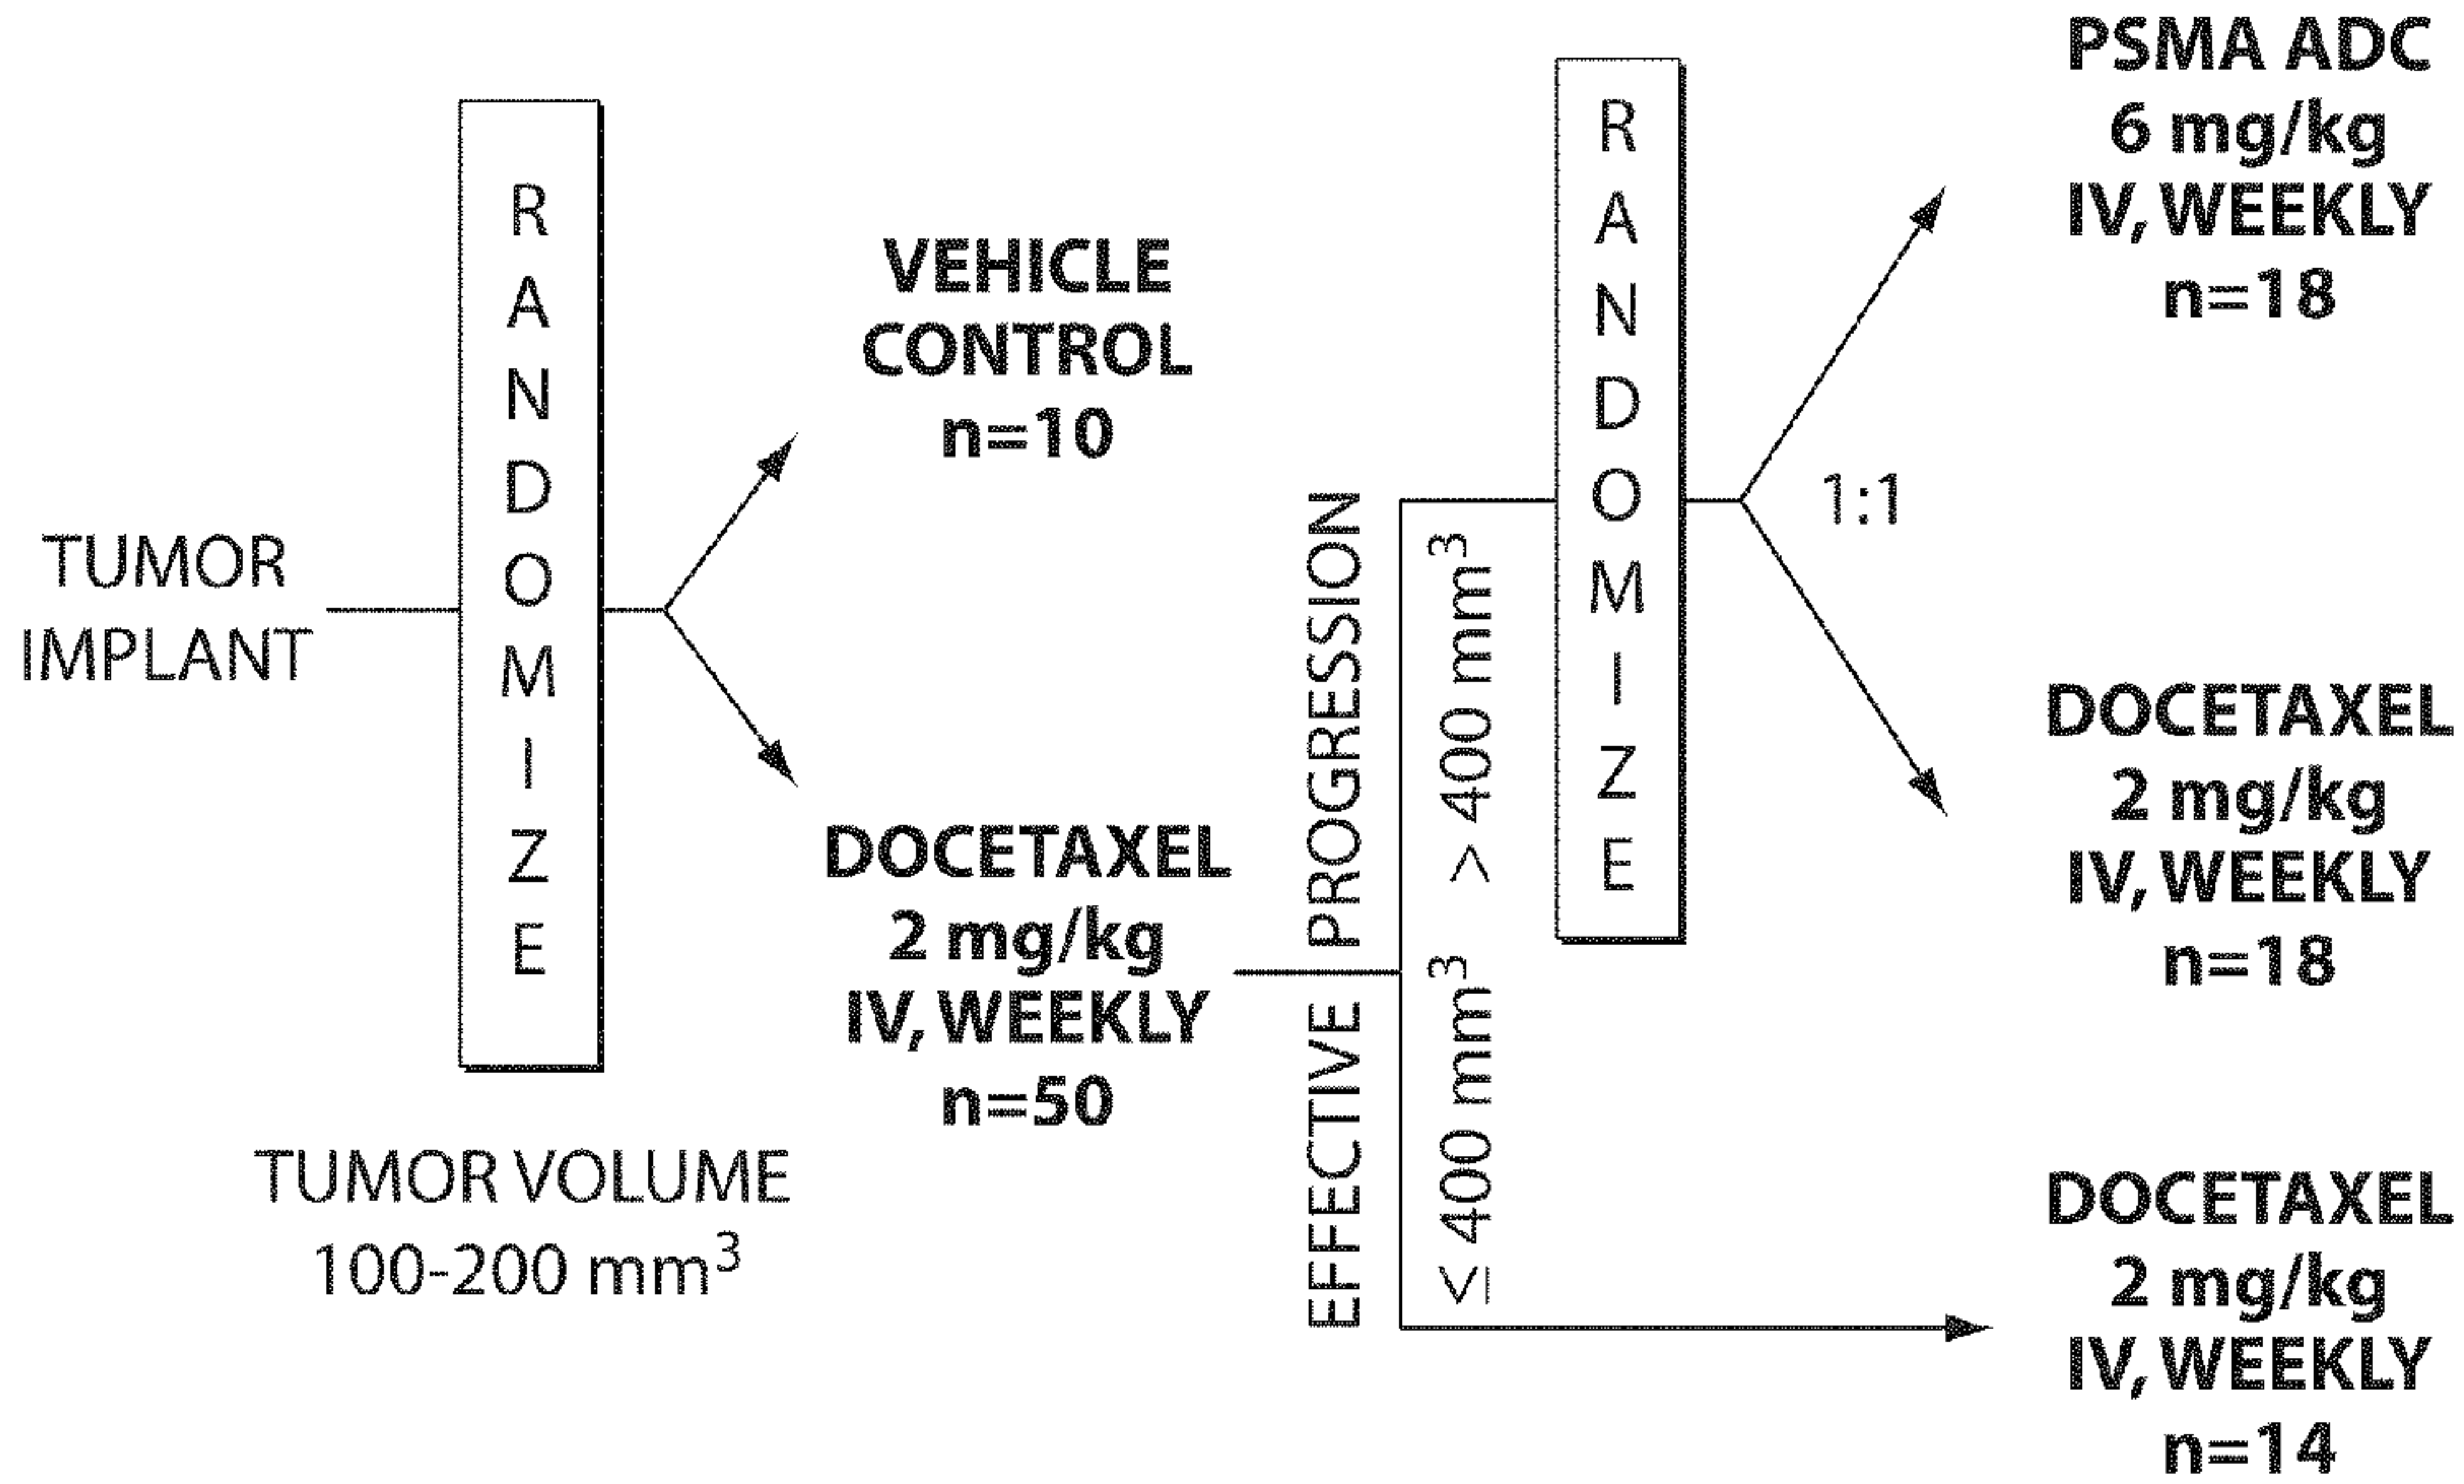 TUMOR
IMPLANT
RANDOMIZE
TUMOR VOLUME
100-200 mm³
VEHICLE
CONTROL
n=10
DOCETAXEL
2 mg/kg
IV, WEEKLY
n=50
EFFECTIVE PROGRESSION
≤ 400 mm³ > 400 mm³
RANDOMIZE
1:1
PSMA ADC
6 mg/kg
IV, WEEKLY
n=18
DOCETAXEL
2 mg/kg
IV, WEEKLY
n=18
DOCETAXEL
2 mg/kg
IV, WEEKLY
n=14